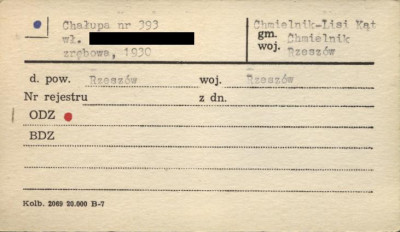 Chałupa nr 393
wł.
zrębowa, 1930
Chmielnik-Lisi Kąt
gm. Chmielnik
woj. Rzeszów
d. pow. Rzeszów woj. Rzeszów
Nr rejestru z dn.
ODZ
BDZ
Kolb. 2069 20.000 B-7